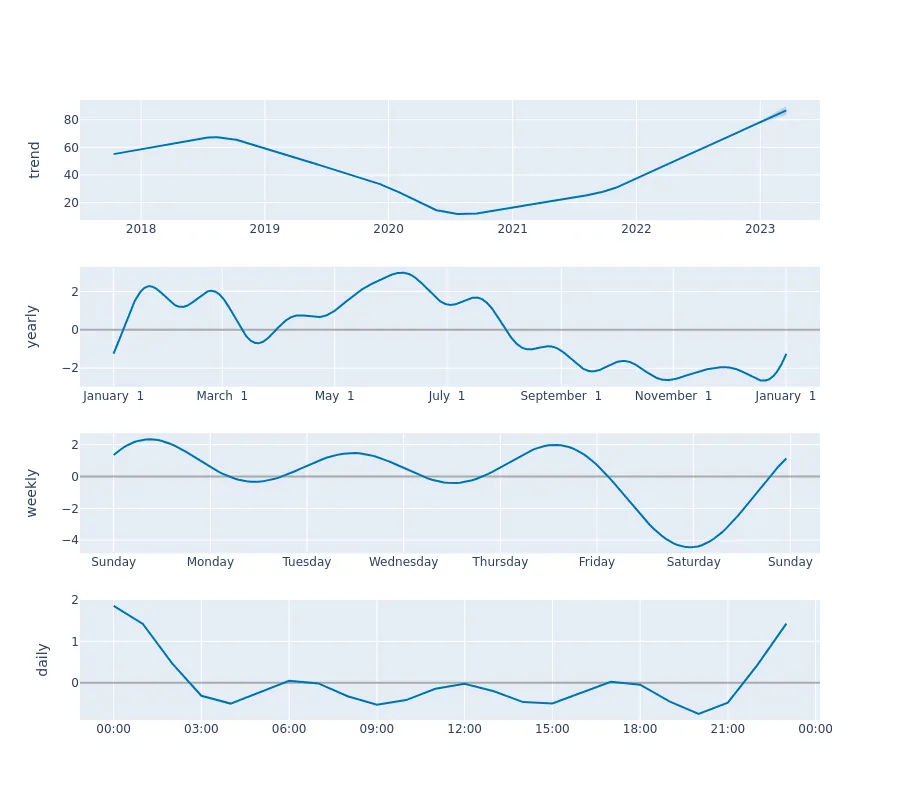 trend
80
60
40
20
2018 2019 2020 2021 2022 2023
yearly
2
0
−2
January 1 March 1 May 1 July 1 September 1 November 1 January 1
weekly
2
0
−2
−4
Sunday Monday Tuesday Wednesday Thursday Friday Saturday Sunday
daily
2
1
0
00:00 03:00 06:00 09:00 12:00 15:00 18:00 21:00 00:00